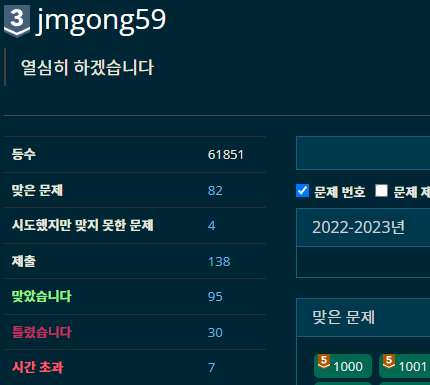 3 jmgong59
열심히 하겠습니다
등수 61851
맞은 문제 82
시도했지만 맞지 못한 문제 4
제출 138
맞았습니다 95
틀렸습니다 30
시간 초과 7
문제 번호 문제 제
2022-2023년
맞은 문제
5 1000 5 1001